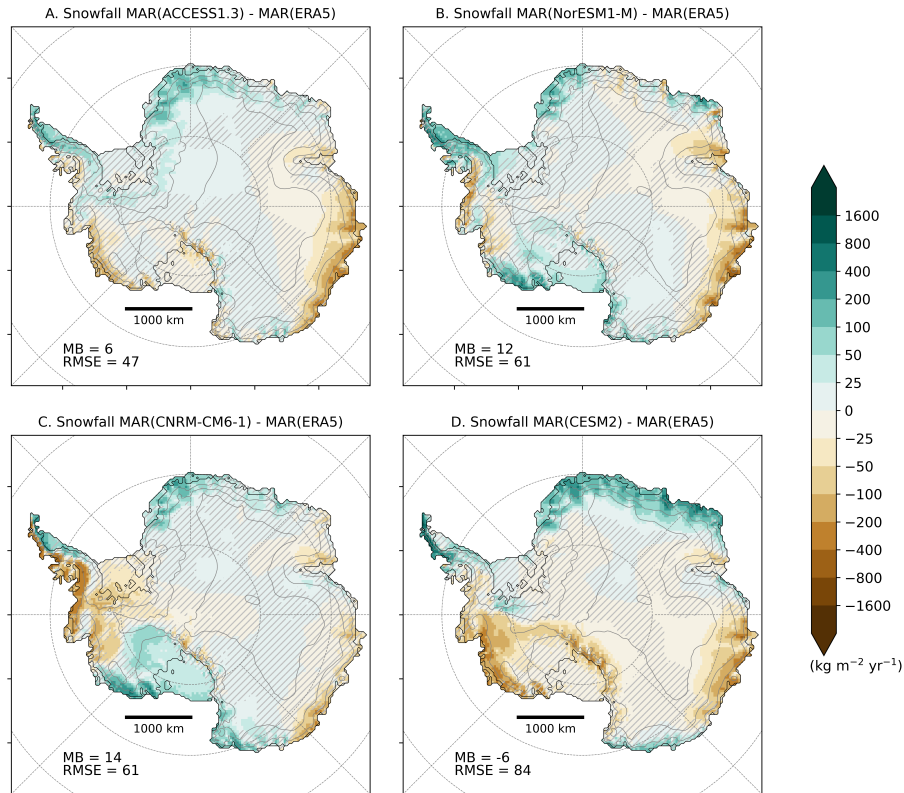 A. Snowfall MAR(ACCESS1.3) - MAR(ERA5)
B. Snowfall MAR(NorESM1-M) - MAR(ERA5)
1000 km
MB = 6
RMSE = 47
1000 km
MB = 12
RMSE = 61
C. Snowfall MAR(CNRM-CM6-1) - MAR(ERA5)
D. Snowfall MAR(CESM2) - MAR(ERA5)
1000 km
MB = 14
RMSE = 61
1000 km
MB = -6
RMSE = 84
1600
800
400
200
100
50
25
0
−25
−50
−100
−200
−400
−800
−1600
(kg m⁻² yr⁻¹)